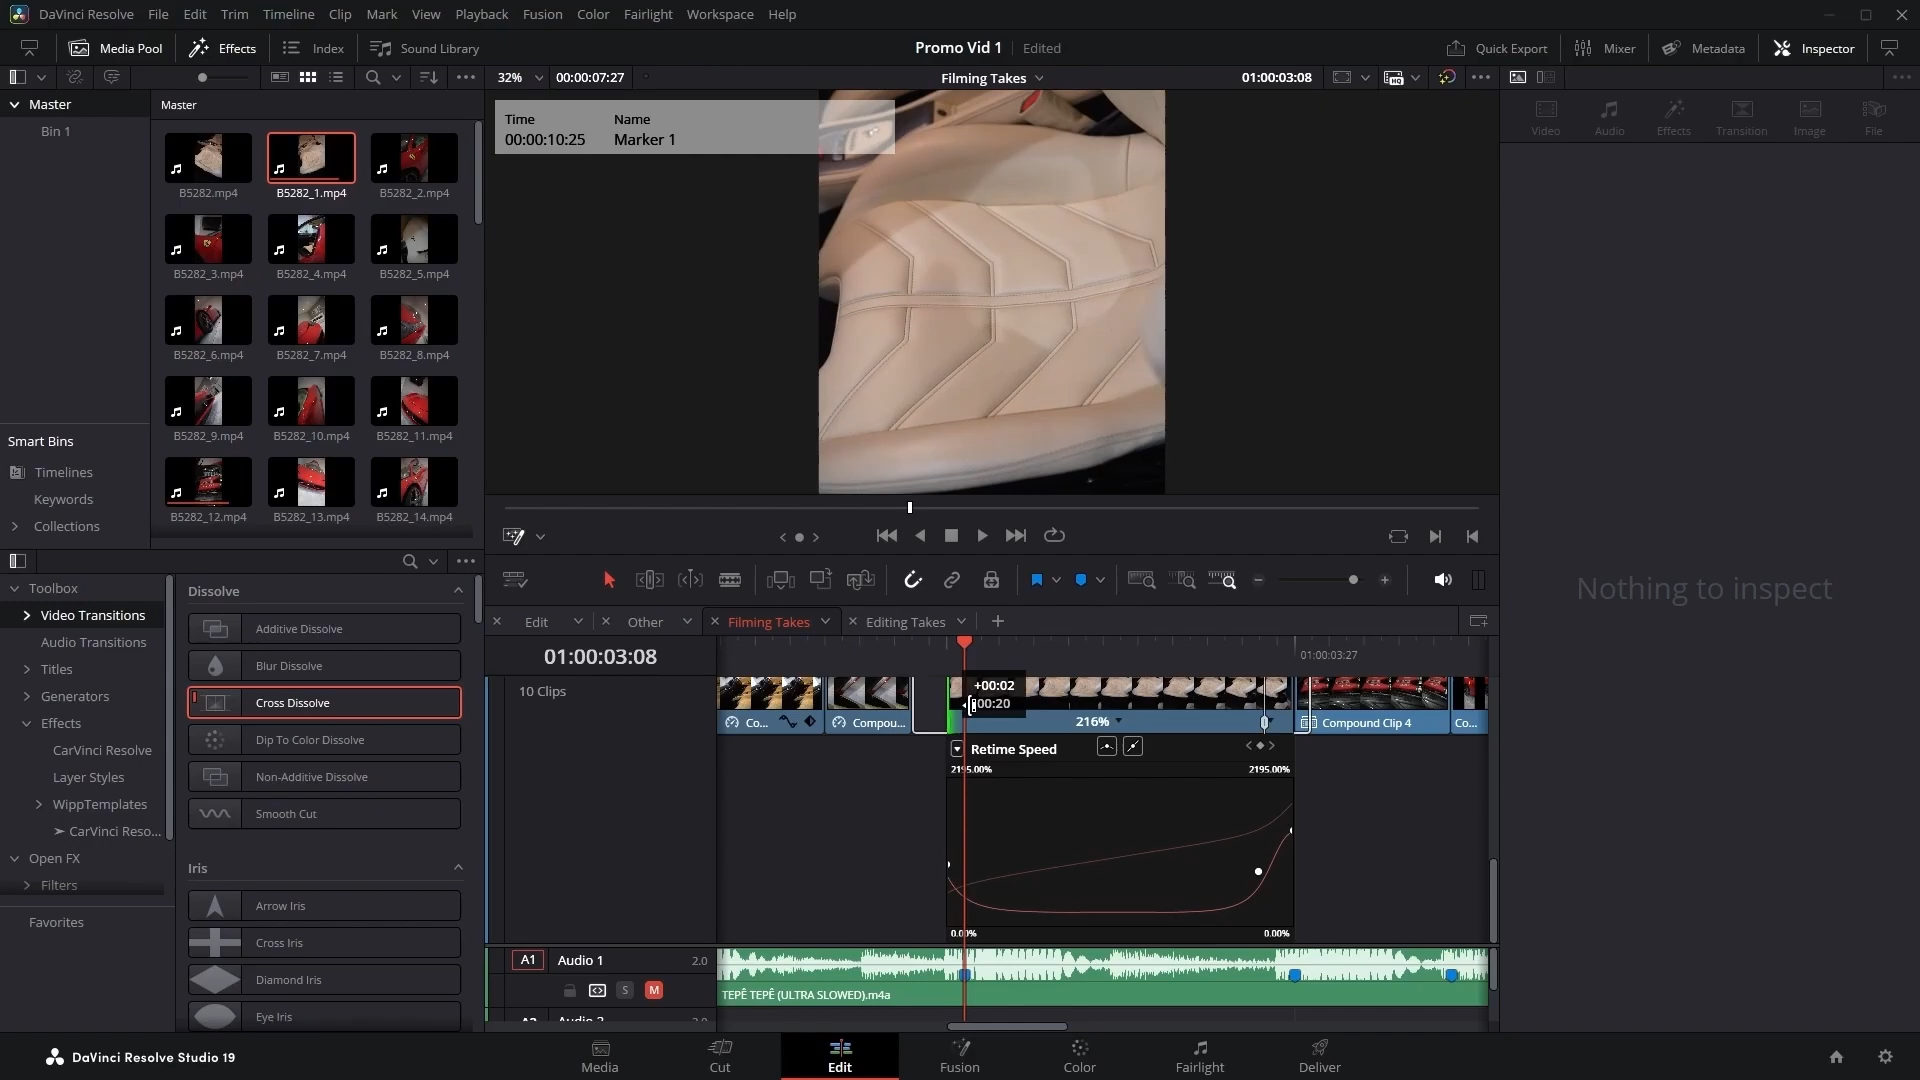 DaVinci Resolve File Edit Trim Timeline Clip Mark View Playback Fusion Color Fairlight Workspace Help
Media Pool Effects Index Sound Library Promo Vid 1 Edited Quick Export Mixer Metadata Inspector
32% 00:00:07:27 Filming Takes 01:00:03:08
Master
Bin 1
Smart Bins
Timelines
Keywords
Collections
Master
B5282.mp4 B5282_1.mp4 B5282_2.mp4
B5282_3.mp4 B5282_4.mp4 B5282_5.mp4
B5282_6.mp4 B5282_7.mp4 B5282_8.mp4
B5282_9.mp4 B5282_10.mp4 B5282_11.mp4
B5282_12.mp4 B5282_13.mp4 B5282_14.mp4
Time Name
00:00:10:25 Marker 1
Video Audio Effects Transition Image File
Nothing to inspect
Toolbox
Video Transitions
Audio Transitions
Titles
Generators
Effects
CarVinci Resolve
Layer Styles
WippTemplates
CarVinci Reso...
Open FX
Filters
Favorites
Dissolve
Additive Dissolve
Blur Dissolve
Cross Dissolve
Dip To Color Dissolve
Non-Additive Dissolve
Smooth Cut
Iris
Arrow Iris
Cross Iris
Diamond Iris
Eye Iris
Edit Other Filming Takes Editing Takes
01:00:03:08 01:00:03:27
10 Clips
+00:02
00:20
Co... Compou... 216% Compound Clip 4 Co...
Retime Speed
2195.00% 2195.00%
0.00% 0.00%
A1 Audio 1 2.0
S M
TEPÊ TEPÊ (ULTRA SLOWED).m4a
DaVinci Resolve Studio 19
Media Cut Edit Fusion Color Fairlight Deliver